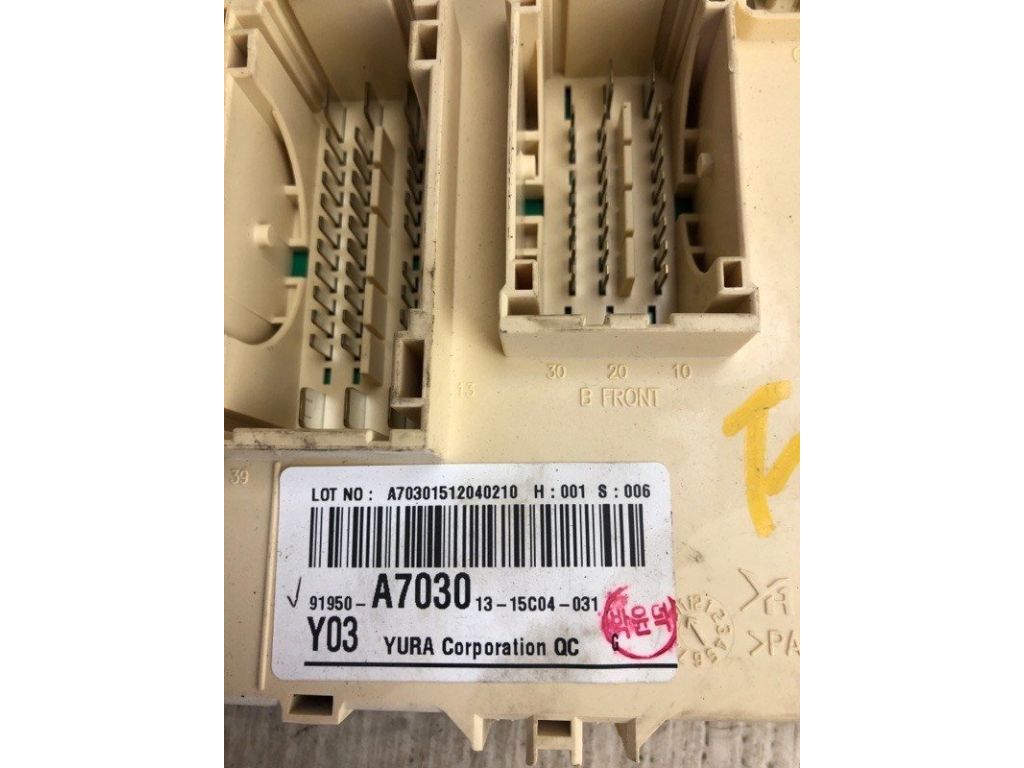 30 20 10
B FRONT
13
39
LOT NO : A70301512040210 H : 001 S : 006
91950-A7030 13-15C04-031
Y03 YURA Corporation QC G
박윤덕
>PA